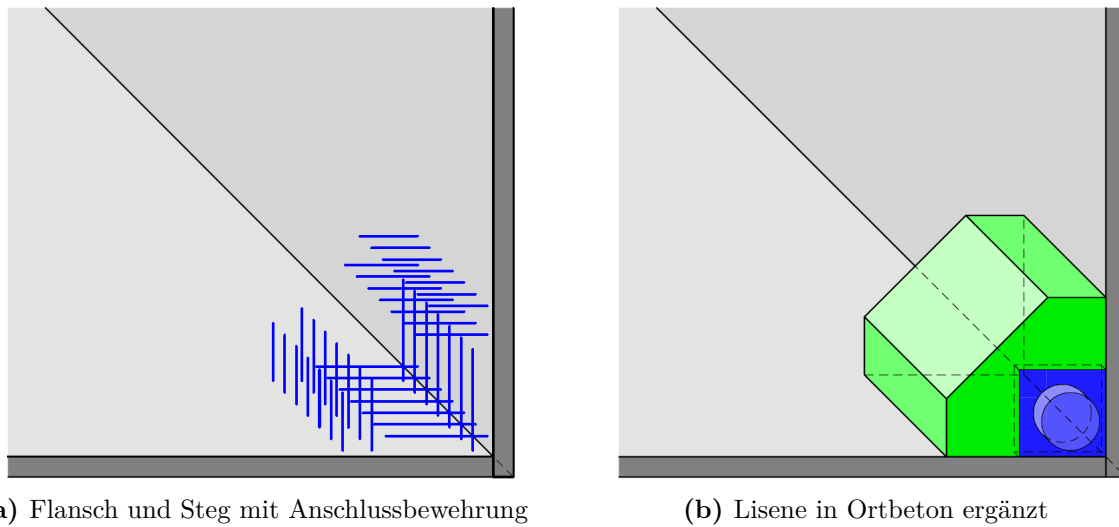 a) Flansch und Steg mit Anschlussbewehrung
(b) Lisene in Ortbeton ergänzt